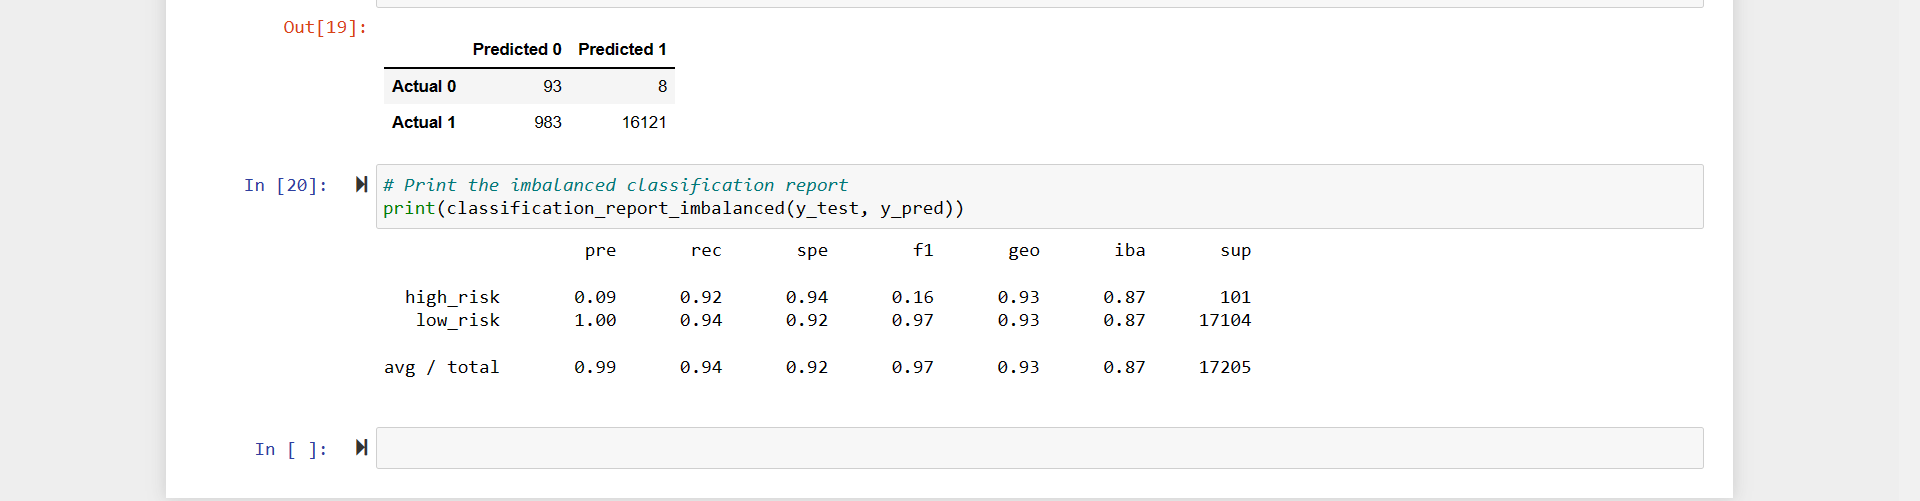 Out[19]:
Predicted 0 Predicted 1
Actual 0 93 8
Actual 1 983 16121
In [20]: # Print the imbalanced classification report
print(classification_report_imbalanced(y_test, y_pred))
pre rec spe f1 geo iba sup
high_risk 0.09 0.92 0.94 0.16 0.93 0.87 101
low_risk 1.00 0.94 0.92 0.97 0.93 0.87 17104
avg / total 0.99 0.94 0.92 0.97 0.93 0.87 17205
In [ ]: